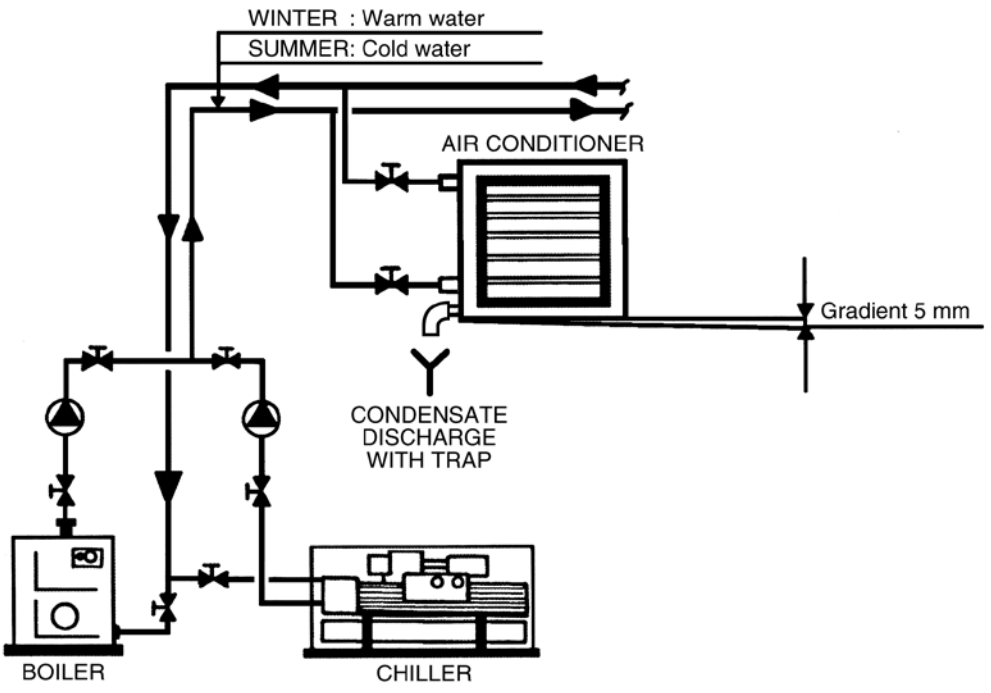 WINTER : Warm water
SUMMER: Cold water
AIR CONDITIONER
Gradient 5 mm
CONDENSATE
DISCHARGE
WITH TRAP
BOILER
CHILLER